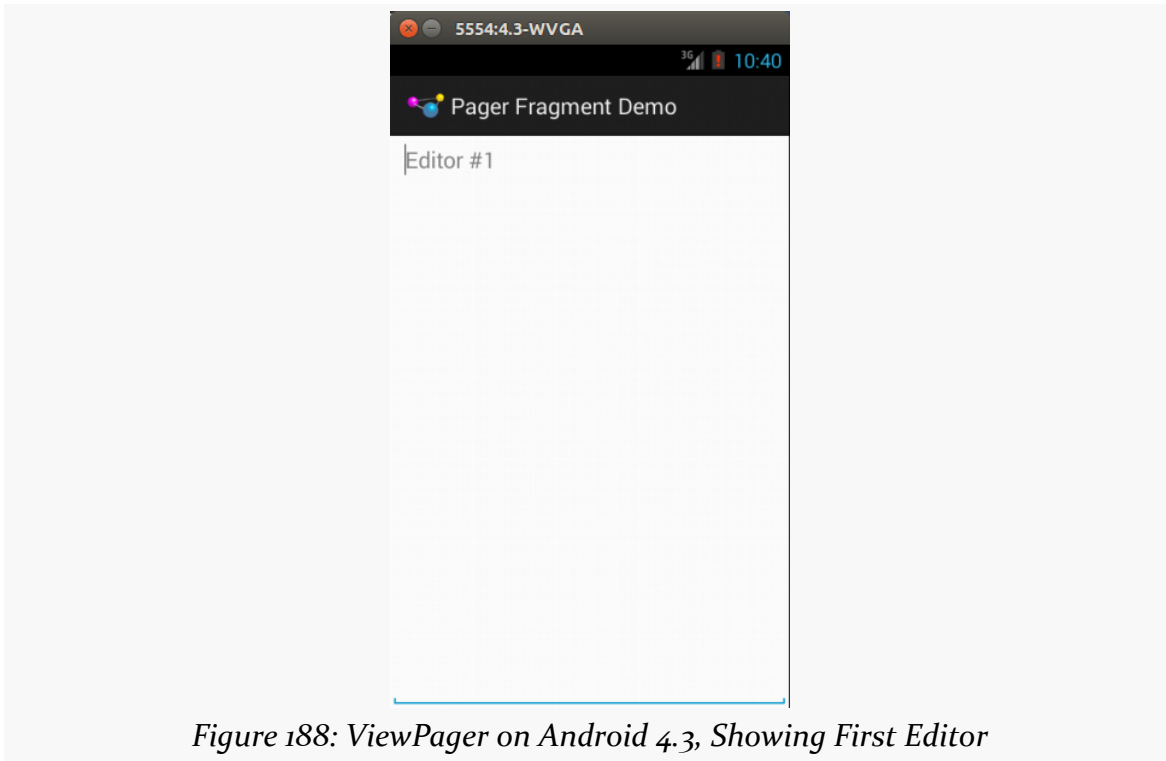 5554:4.3-WVGA
3G 10:40
Pager Fragment Demo
Editor #1
Figure 188: ViewPager on Android 4.3, Showing First Editor